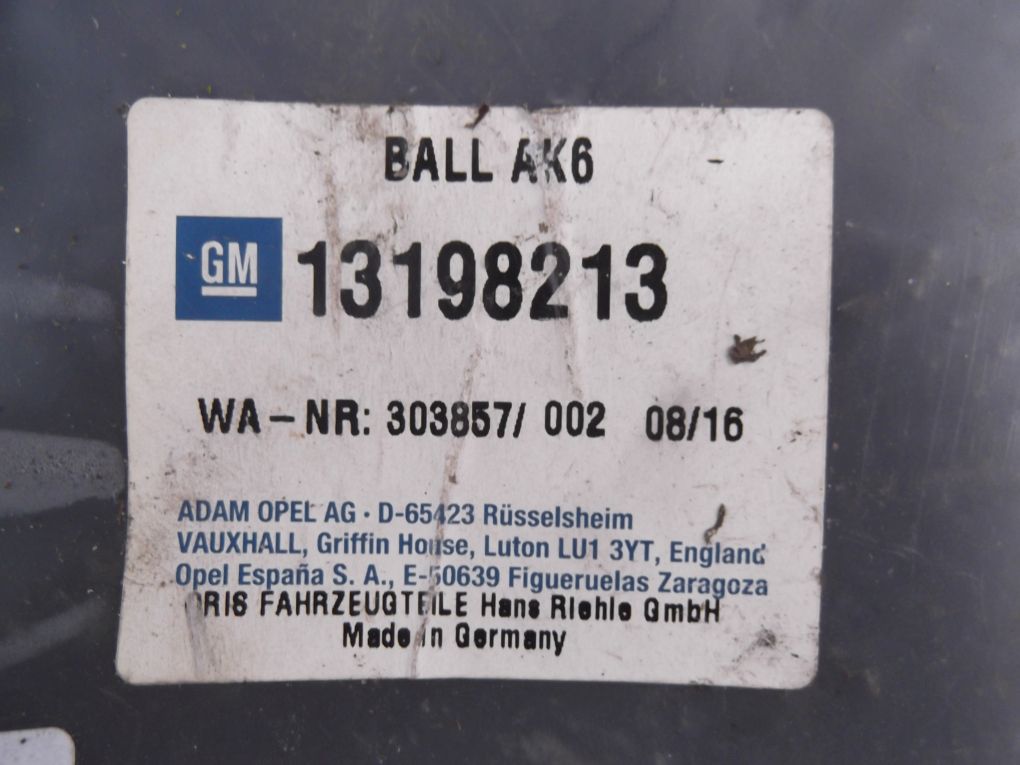 BALL AK6
GM 13198213
WA-NR: 303857/ 002 08/16
ADAM OPEL AG · D-65423 Rüsselsheim
VAUXHALL, Griffin House, Luton LU1 3YT, England
Opel España S. A., E-50639 Figueruelas Zaragoza
ORIS FAHRZEUGTEILE Hans Riehle GmbH
Made in Germany